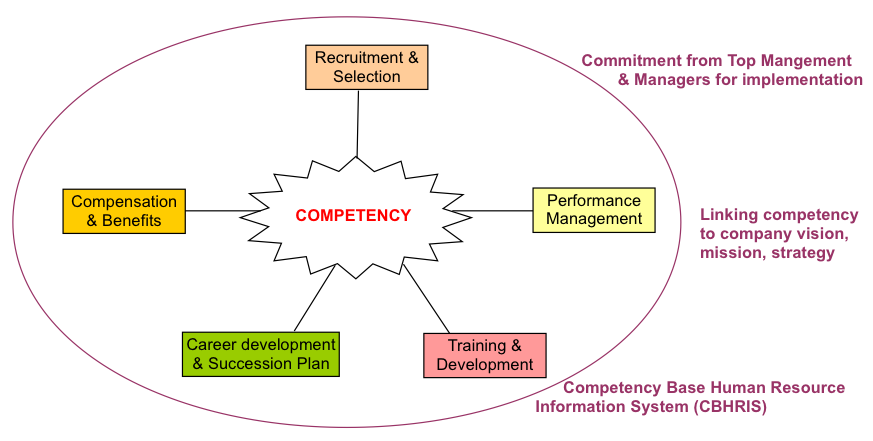 Recruitment &
Selection
Commitment from Top Mangement
& Managers for implementation
Compensation
& Benefits
COMPETENCY
Performance
Management
Linking competency
to company vision,
mission, strategy
Career development
& Succession Plan
Training &
Development
Competency Base Human Resource
Information System (CBHRIS)